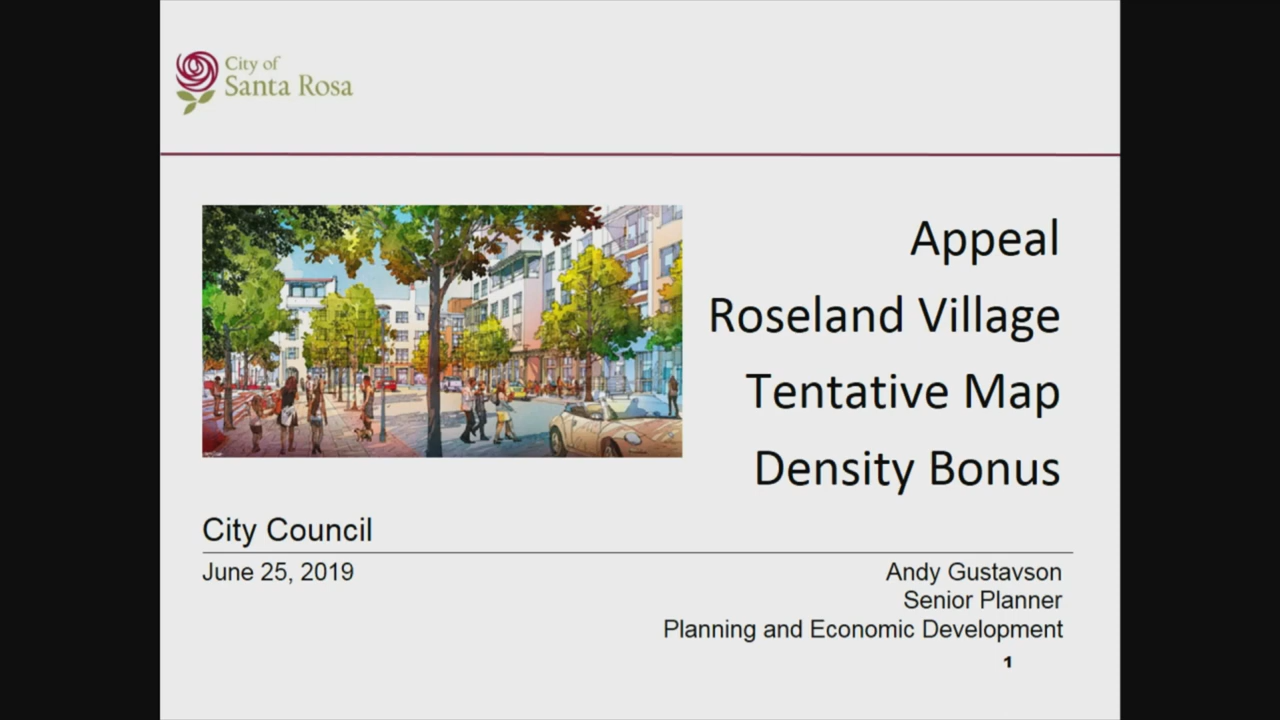 City of
Santa Rosa
Appeal
Roseland Village
Tentative Map
Density Bonus
City Council
June 25, 2019
Andy Gustavson
Senior Planner
Planning and Economic Development
1